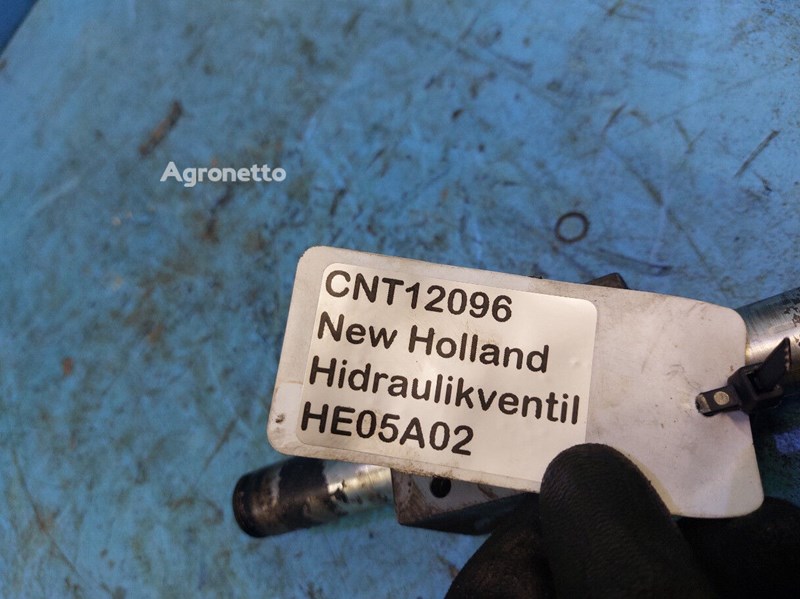 Agronetto
CNT12096
New Holland
Hidraulikventil
HE05A02